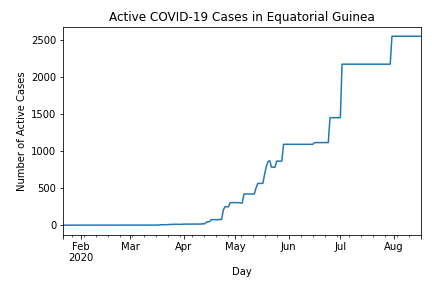 Active COVID-19 Cases in Equatorial Guinea
Number of Active Cases
2500
2000
1500
1000
500
0
Feb Mar Apr May Jun Jul Aug
2020
Day